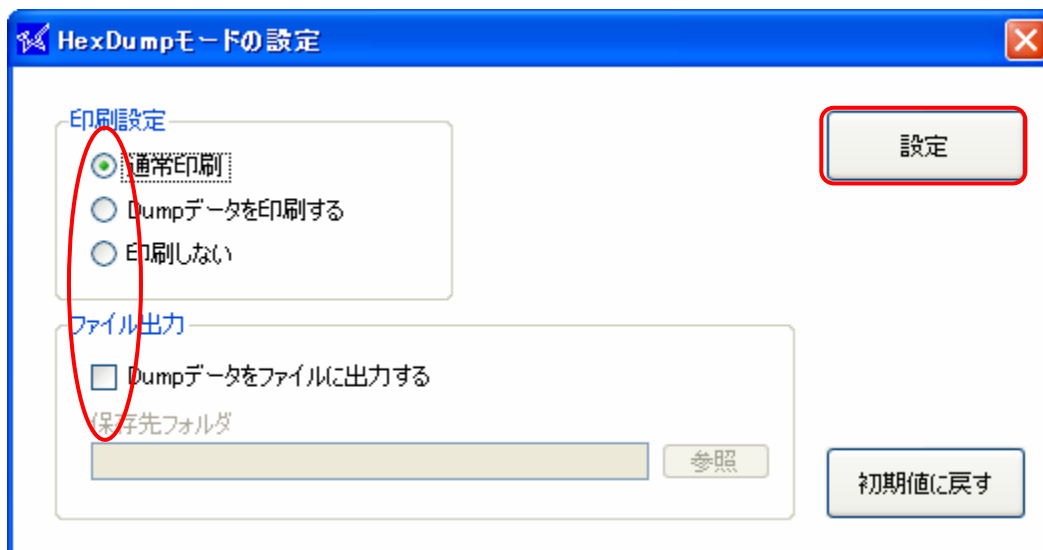 HexDumpモードの設定
印刷設定
通常印刷
Dumpデータを印刷する
印刷しない
設定
ファイル出力
Dumpデータをファイルに出力する
保存先フォルダ
参照
初期値に戻す